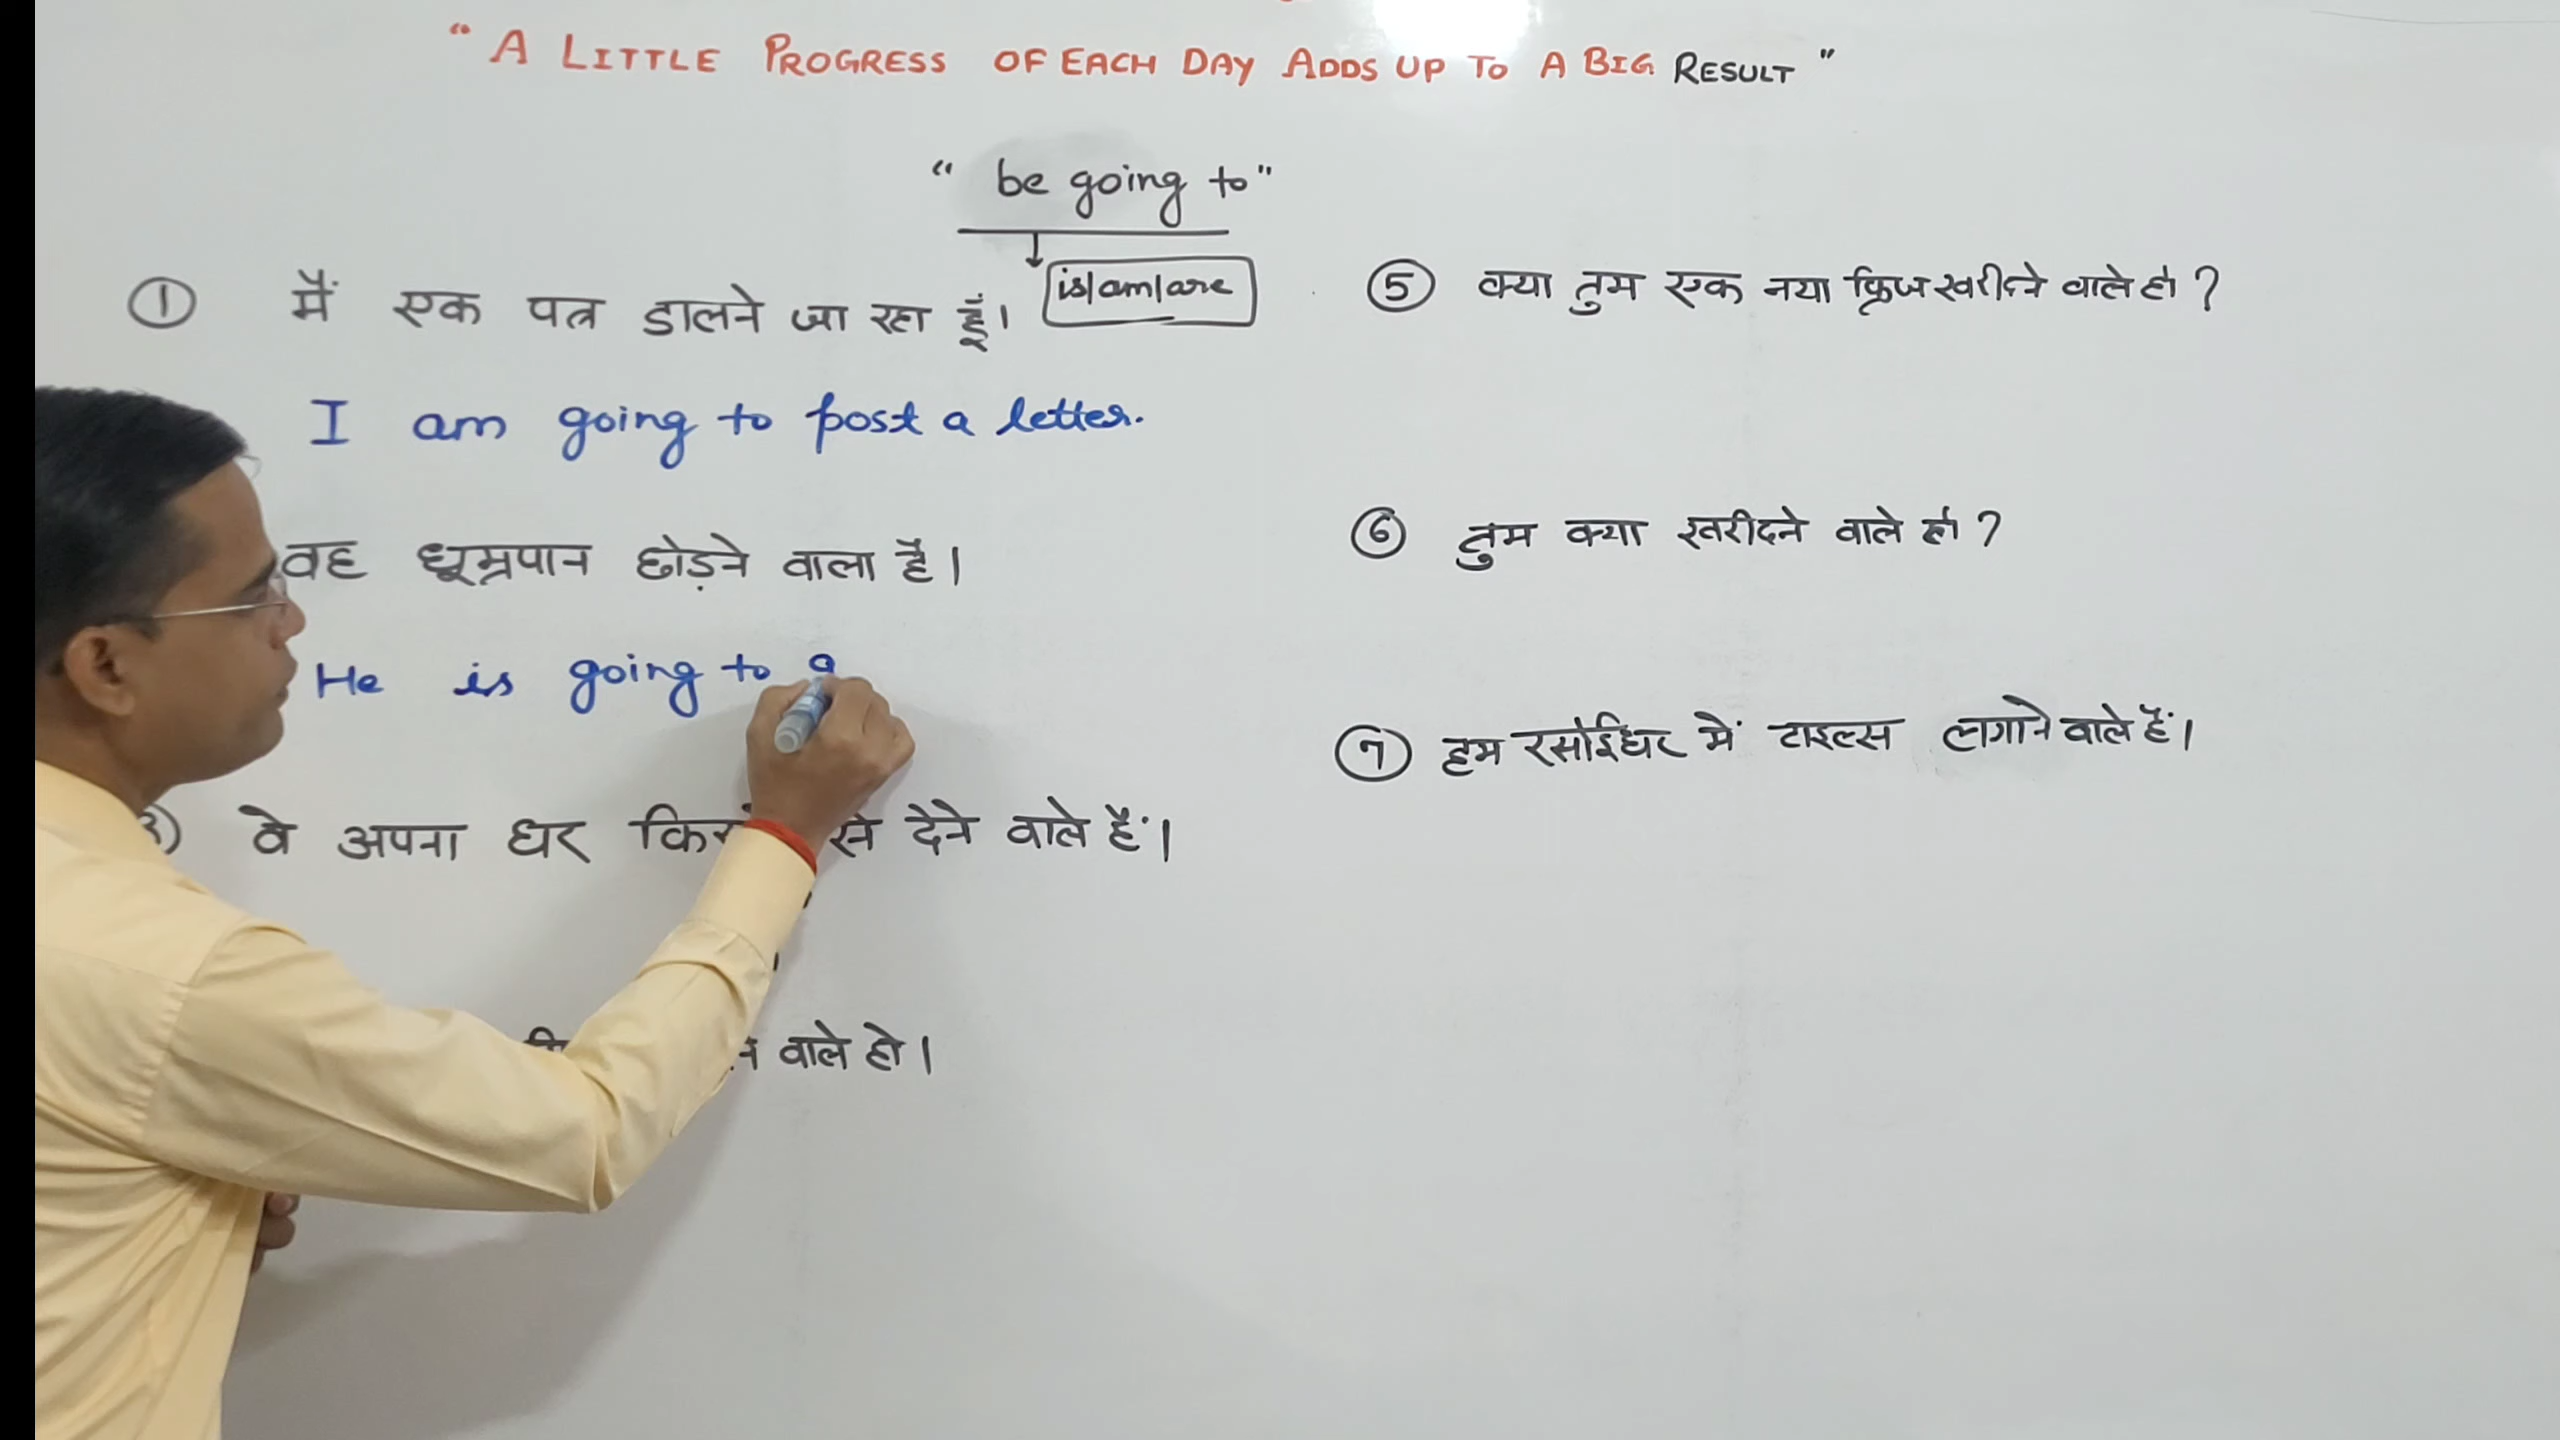 " A LITTLE PROGRESS OF EACH DAY ADDS UP TO A BIG RESULT "
" be going to "
is/am/are
① मैं एक पत्र डालने जा रहा हूँ।
I am going to post a letter.
वह धूम्रपान छोड़ने वाला है।
He is going to
वे अपना घर देने वाले हैं।
वाले हो।
⑤ क्या तुम एक नया फ्रिज खरीदने वाले हो ?
⑥ तुम क्या खरीदने वाले हो ?
⑦ हम रसोईघर में टाइल्स लगाने वाले हैं।